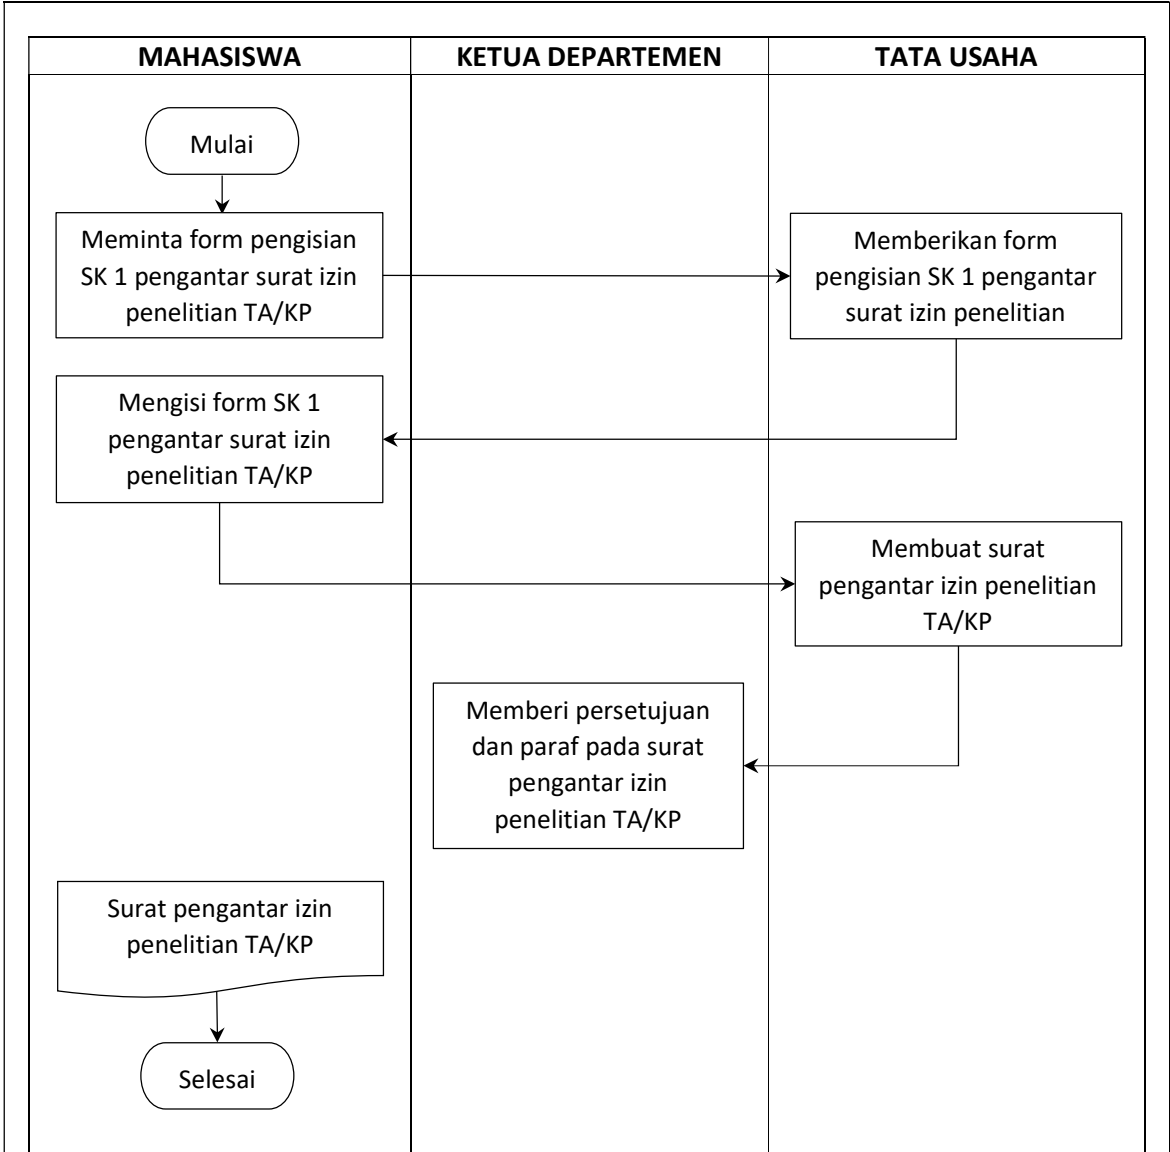 MAHASISWA
KETUA DEPARTEMEN
TATA USAHA
Mulai
Meminta form pengisian
SK 1 pengantar surat izin
penelitian TA/KP
Memberikan form
pengisian SK 1 pengantar
surat izin penelitian
Mengisi form SK 1
pengantar surat izin
penelitian TA/KP
Membuat surat
pengantar izin penelitian
TA/KP
Memberi persetujuan
dan paraf pada surat
pengantar izin
penelitian TA/KP
Surat pengantar izin
penelitian TA/KP
Selesai